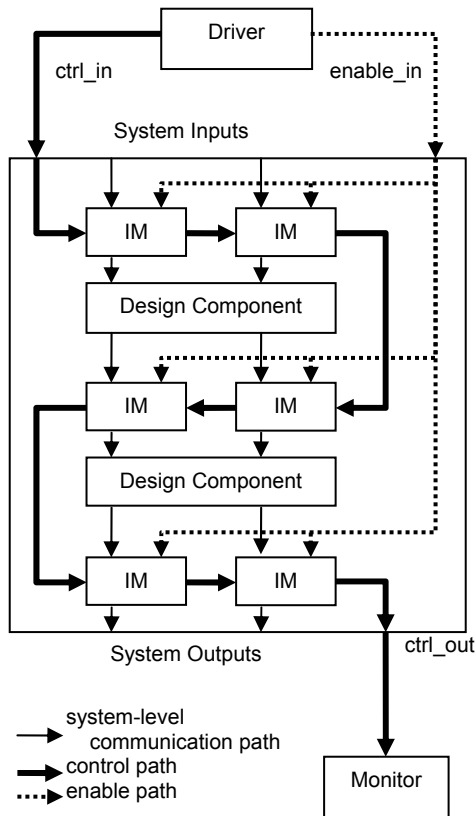 Driver
ctrl_in
enable_in
System Inputs
IM
IM
Design Component
IM
IM
Design Component
IM
IM
System Outputs
ctrl_out
system-level
communication path
control path
enable path
Monitor